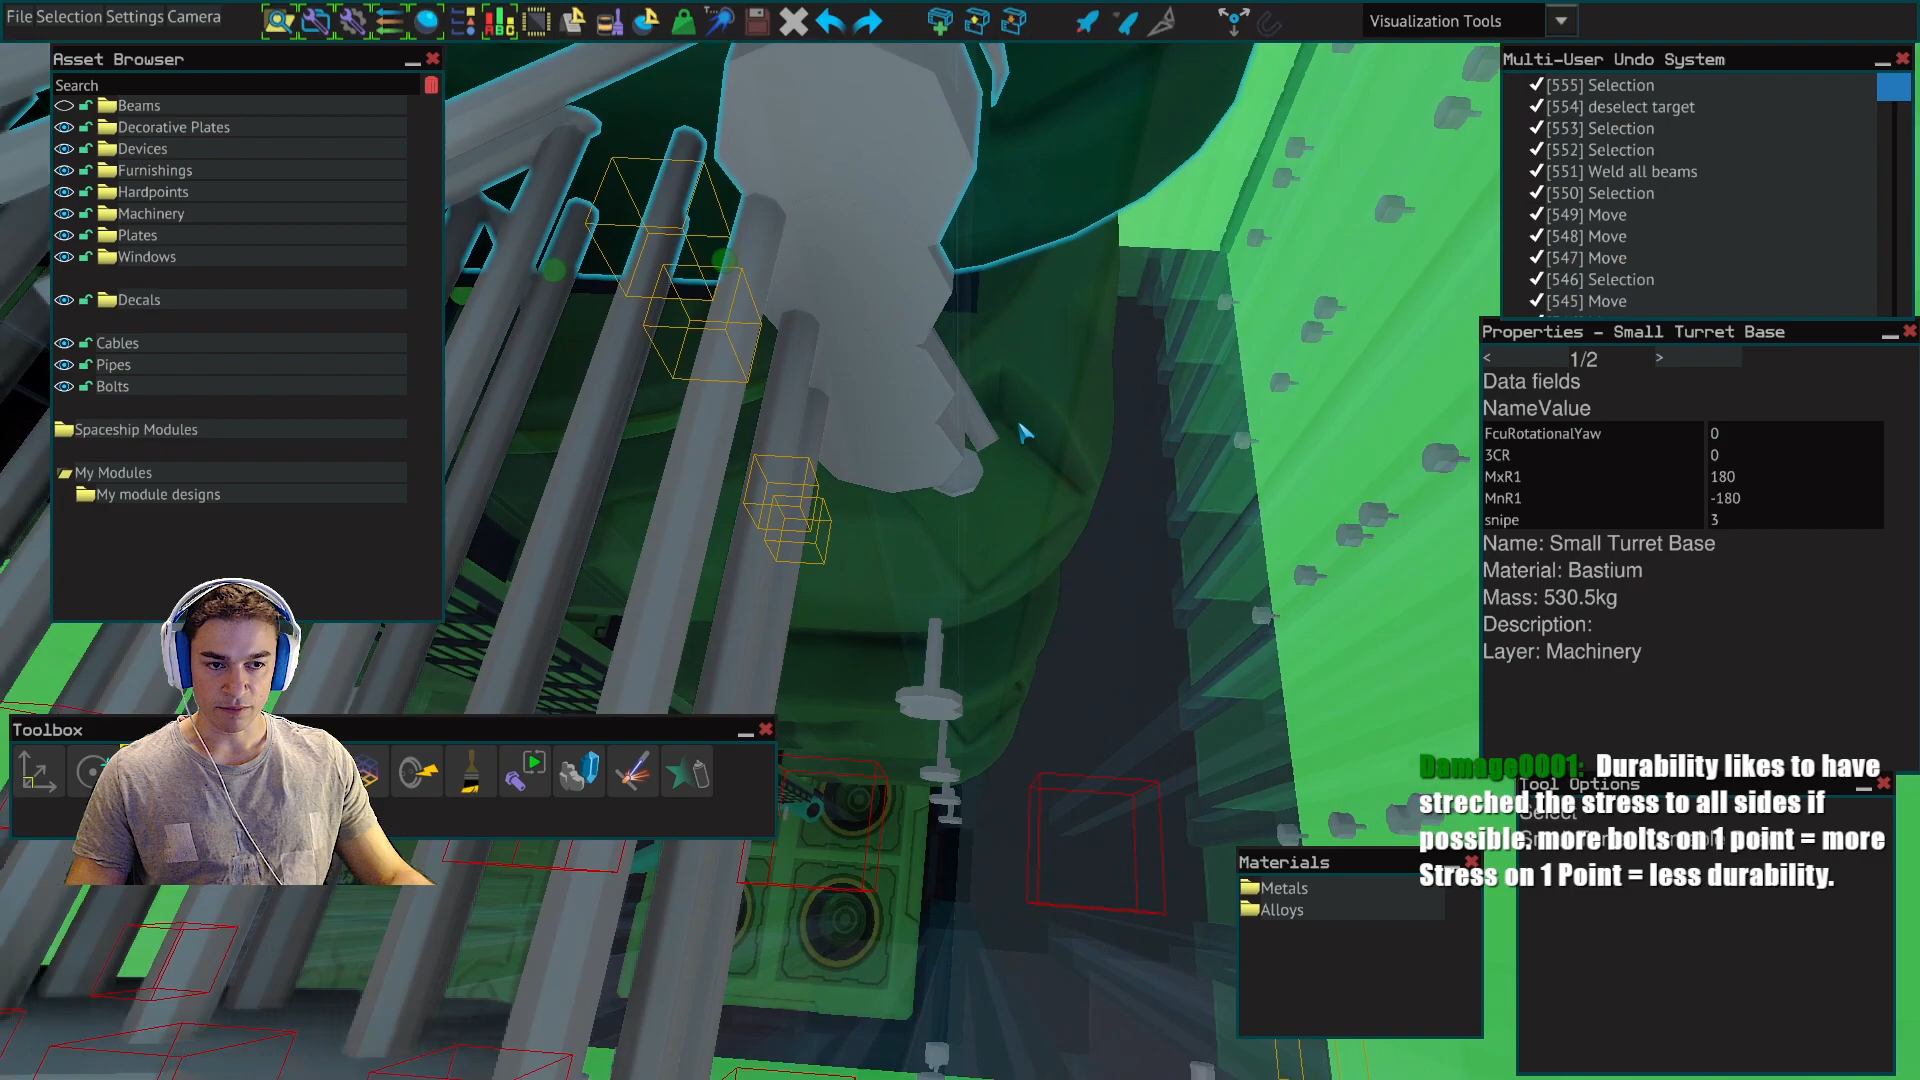 File Selection Settings Camera
Visualization Tools
Asset Browser
Search
Beams
Decorative Plates
Devices
Furnishings
Hardpoints
Machinery
Plates
Windows
Decals
Cables
Pipes
Bolts
Spaceship Modules
My Modules
My module designs
Multi-User Undo System
[555] Selection
[554] deselect target
[553] Selection
[552] Selection
[551] Weld all beams
[550] Selection
[549] Move
[548] Move
[547] Move
[546] Selection
[545] Move
Properties - Small Turret Base
< 1/2 >
Data fields
NameValue
FcuRotationalYaw 0
3CR 0
MxR1 180
MnR1 -180
snipe 3
Name: Small Turret Base
Material: Bastium
Mass: 530.5kg
Description:
Layer: Machinery
Toolbox
ABC
Damage0001: Durability likes to have
streched the stress to all sides if
possible. more bolts on 1 point = more
Stress on 1 Point = less durability.
Tool Options
Select
Materials
Metals
Alloys